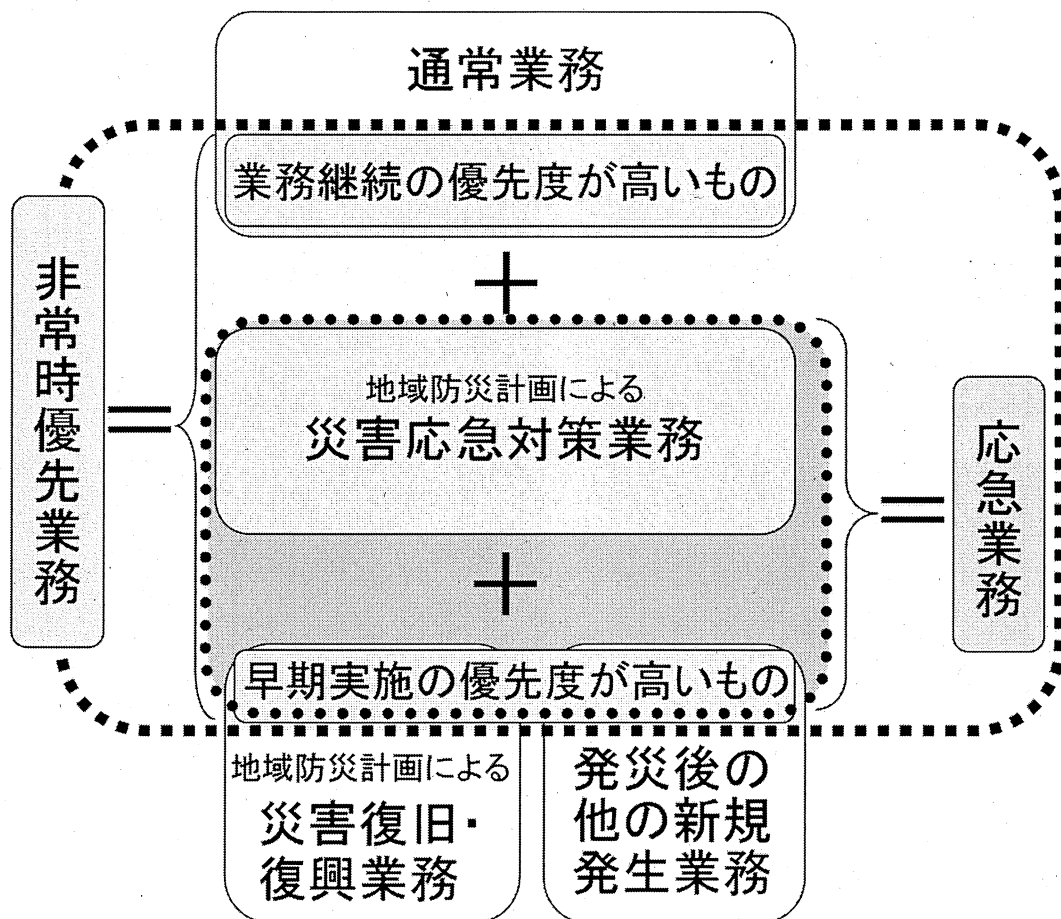 通常業務
業務継続の優先度が高いもの
＋
非常時優先業務
＝
地域防災計画による
災害応急対策業務
＝
応急業務
＋
早期実施の優先度が高いもの
地域防災計画による
災害復旧・
復興業務
発災後の
他の新規
発生業務